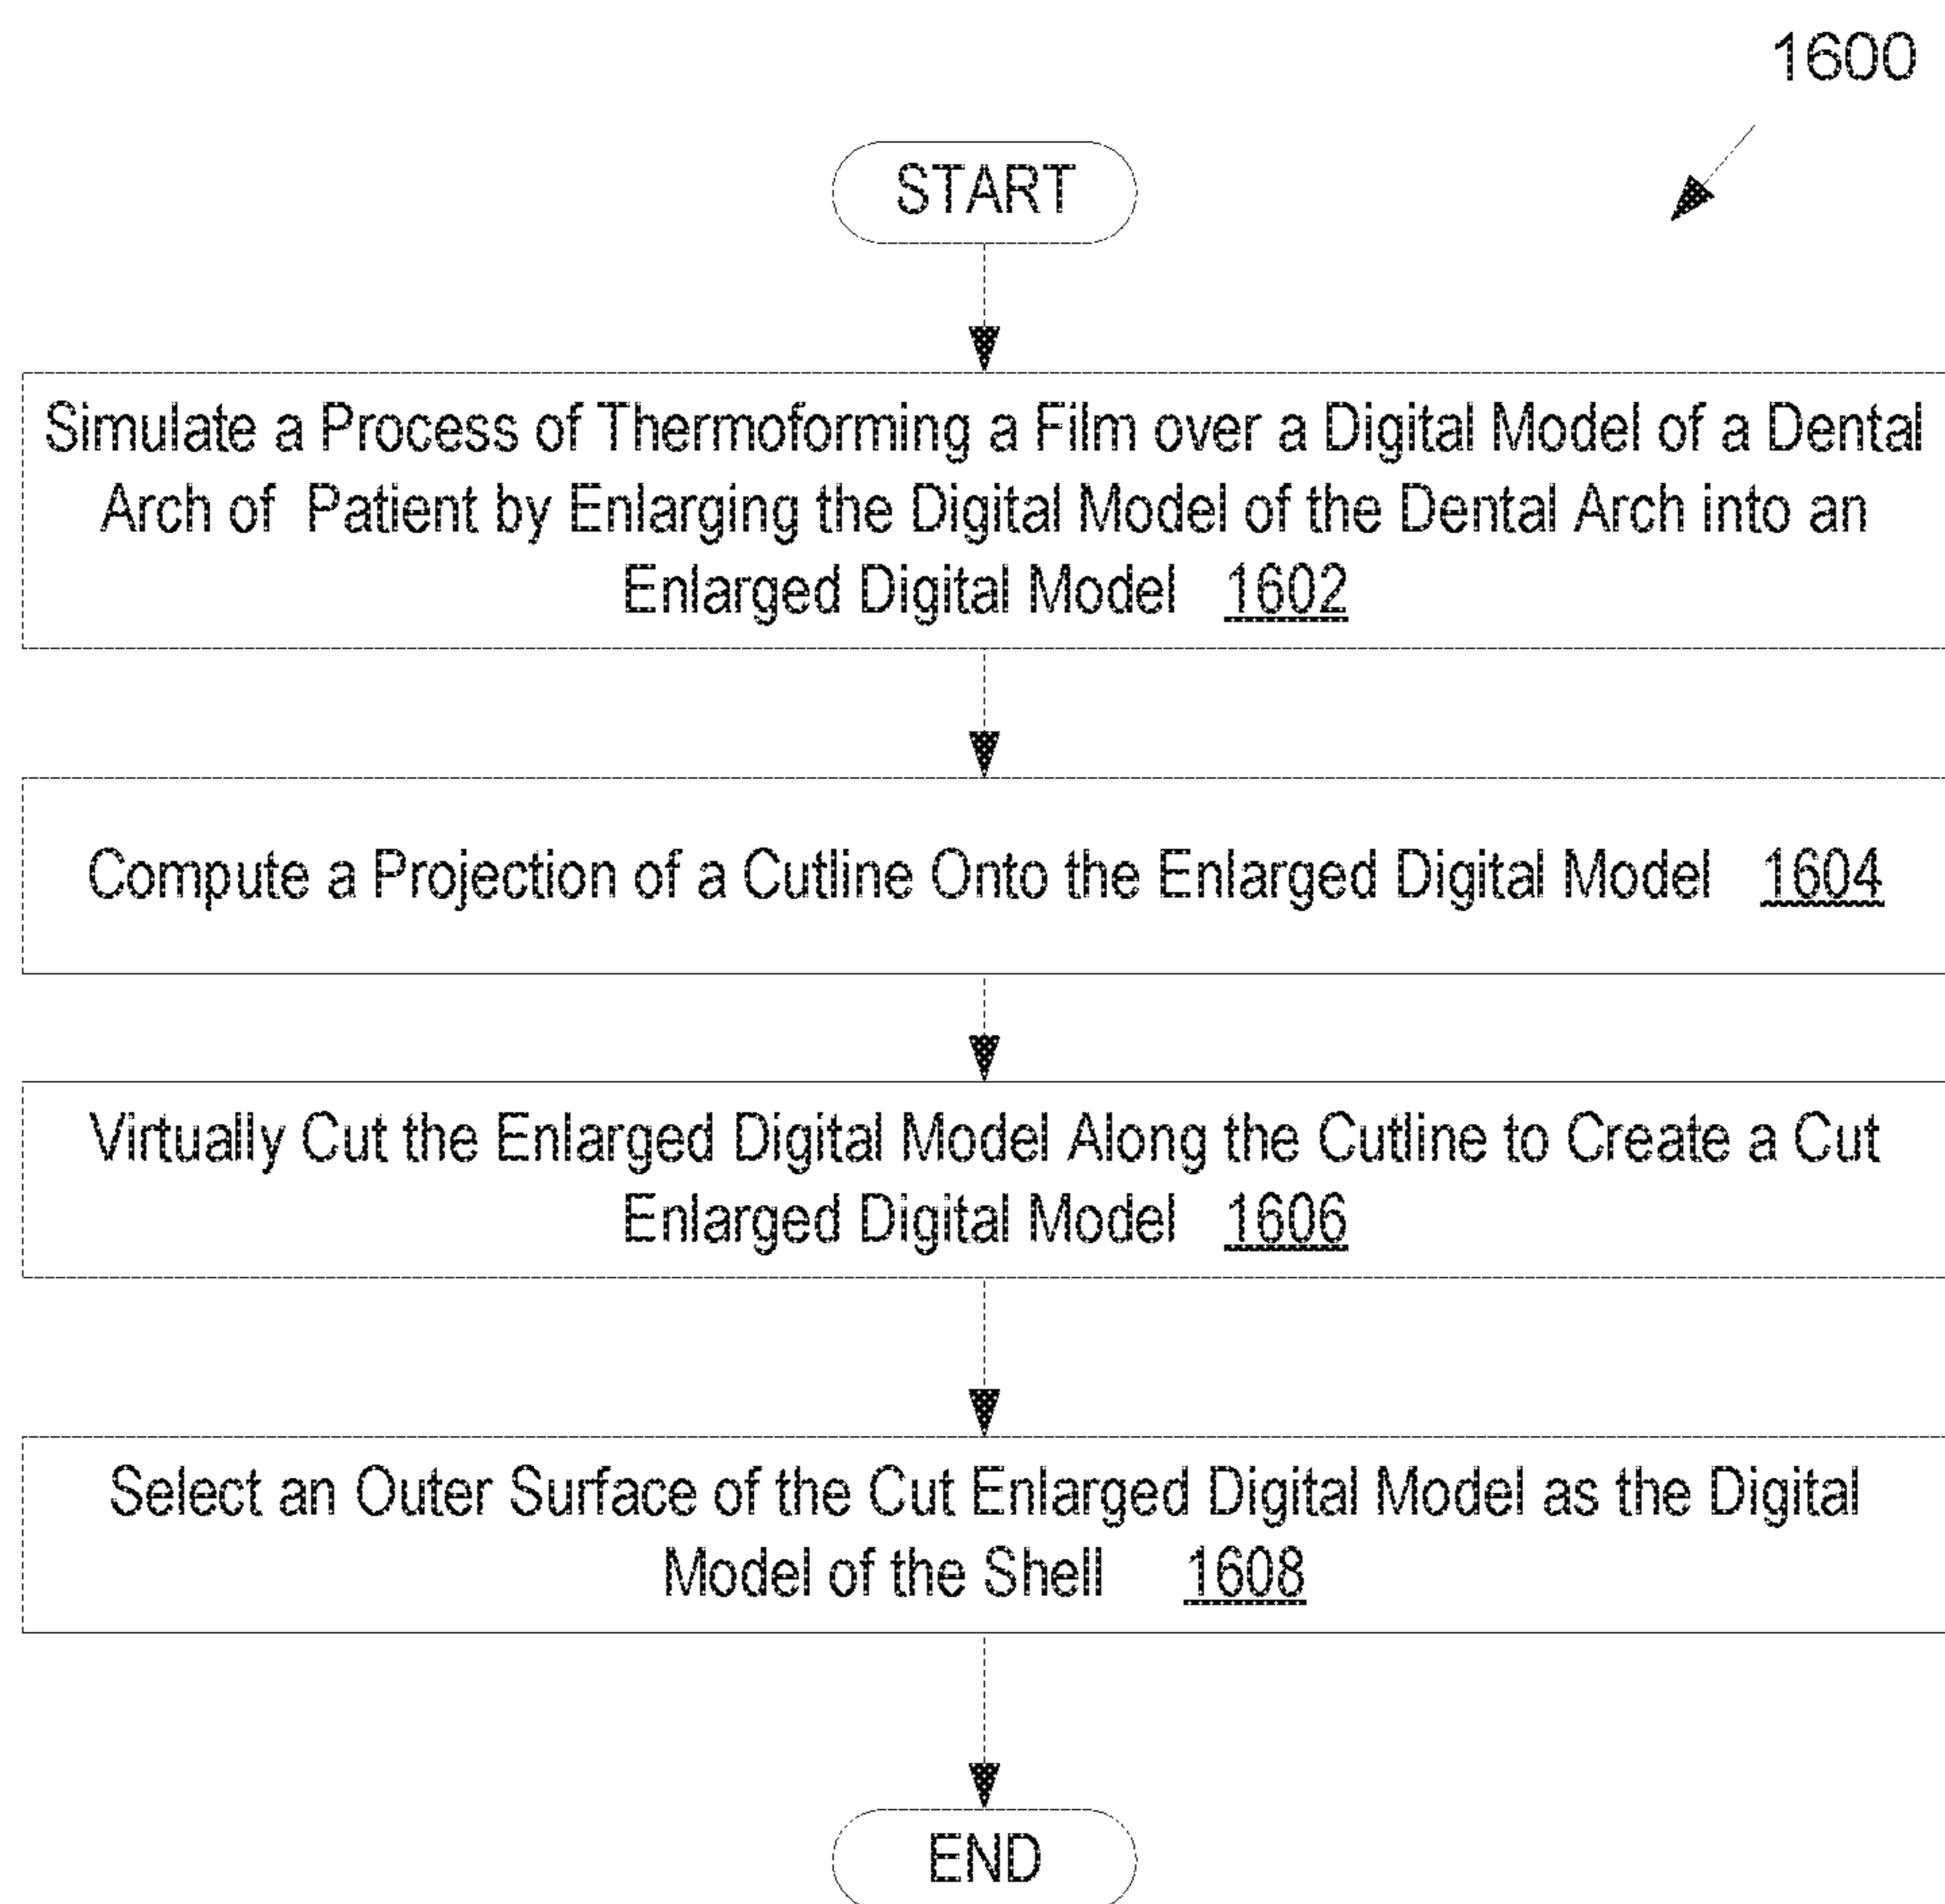 1600
START
Simulate a Process of Thermoforming a Film over a Digital Model of a Dental
Arch of Patient by Enlarging the Digital Model of the Dental Arch into an
Enlarged Digital Model 1602
Compute a Projection of a Cutline Onto the Enlarged Digital Model 1604
Virtually Cut the Enlarged Digital Model Along the Cutline to Create a Cut
Enlarged Digital Model 1606
Select an Outer Surface of the Cut Enlarged Digital Model as the Digital
Model of the Shell 1608
END